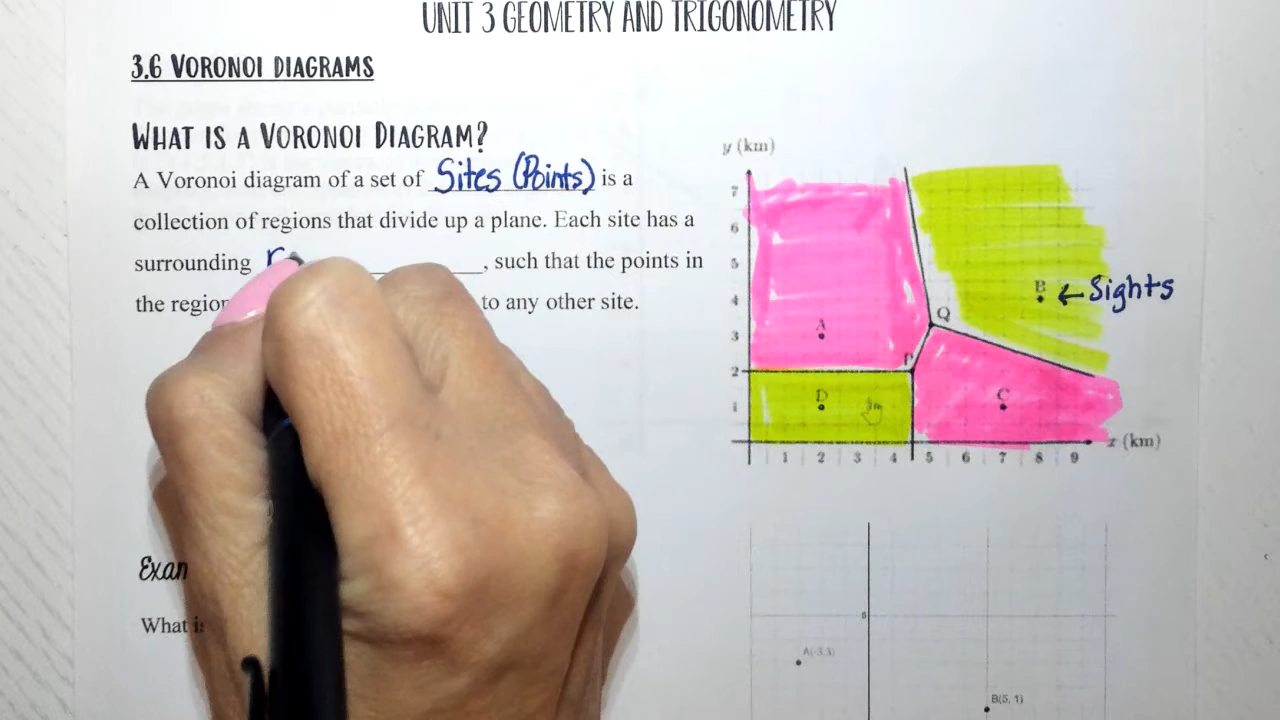 UNIT 3 GEOMETRY AND TRIGONOMETRY
3.6 VORONOI DIAGRAMS
WHAT IS A VORONOI DIAGRAM?
A Voronoi diagram of a set of Sites (Points) is a
collection of regions that divide up a plane. Each site has a
surrounding r , such that the points in
the region to any other site.
y (km)
7
6
5
4
3
2
1
A
B ← Sights
Q
P
D
C
x (km)
1 2 3 4 5 6 7 8 9
Exam
What is
5
A(-3,3)
B(5, 1)